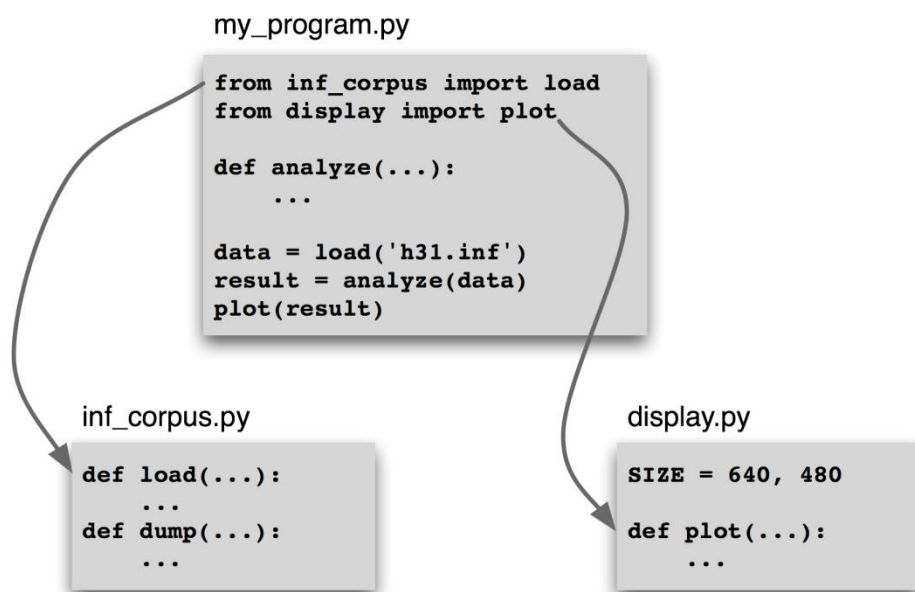 my_program.py
from inf_corpus import load
from display import plot
def analyze(...):
    ...
data = load('h31.inf')
result = analyze(data)
plot(result)
inf_corpus.py
def load(...):
    ...
def dump(...):
    ...
display.py
SIZE = 640, 480
def plot(...):
    ...